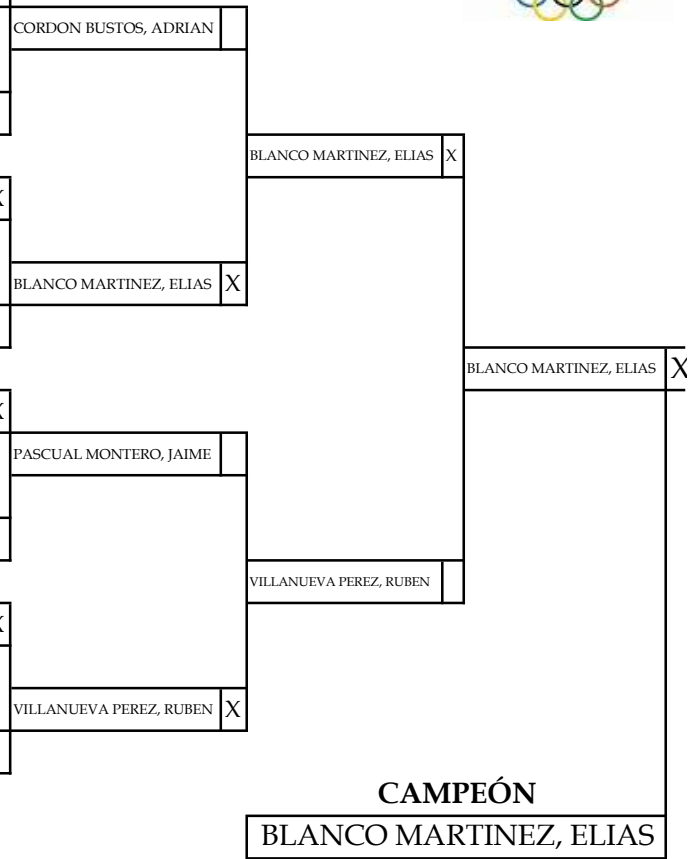 CORDON BUSTOS, ADRIAN
BLANCO MARTINEZ, ELIAS X
X
BLANCO MARTINEZ, ELIAS X
BLANCO MARTINEZ, ELIAS X
X
PASCUAL MONTERO, JAIME
VILLANUEVA PEREZ, RUBEN
X
VILLANUEVA PEREZ, RUBEN X
CAMPEÓN
BLANCO MARTINEZ, ELIAS